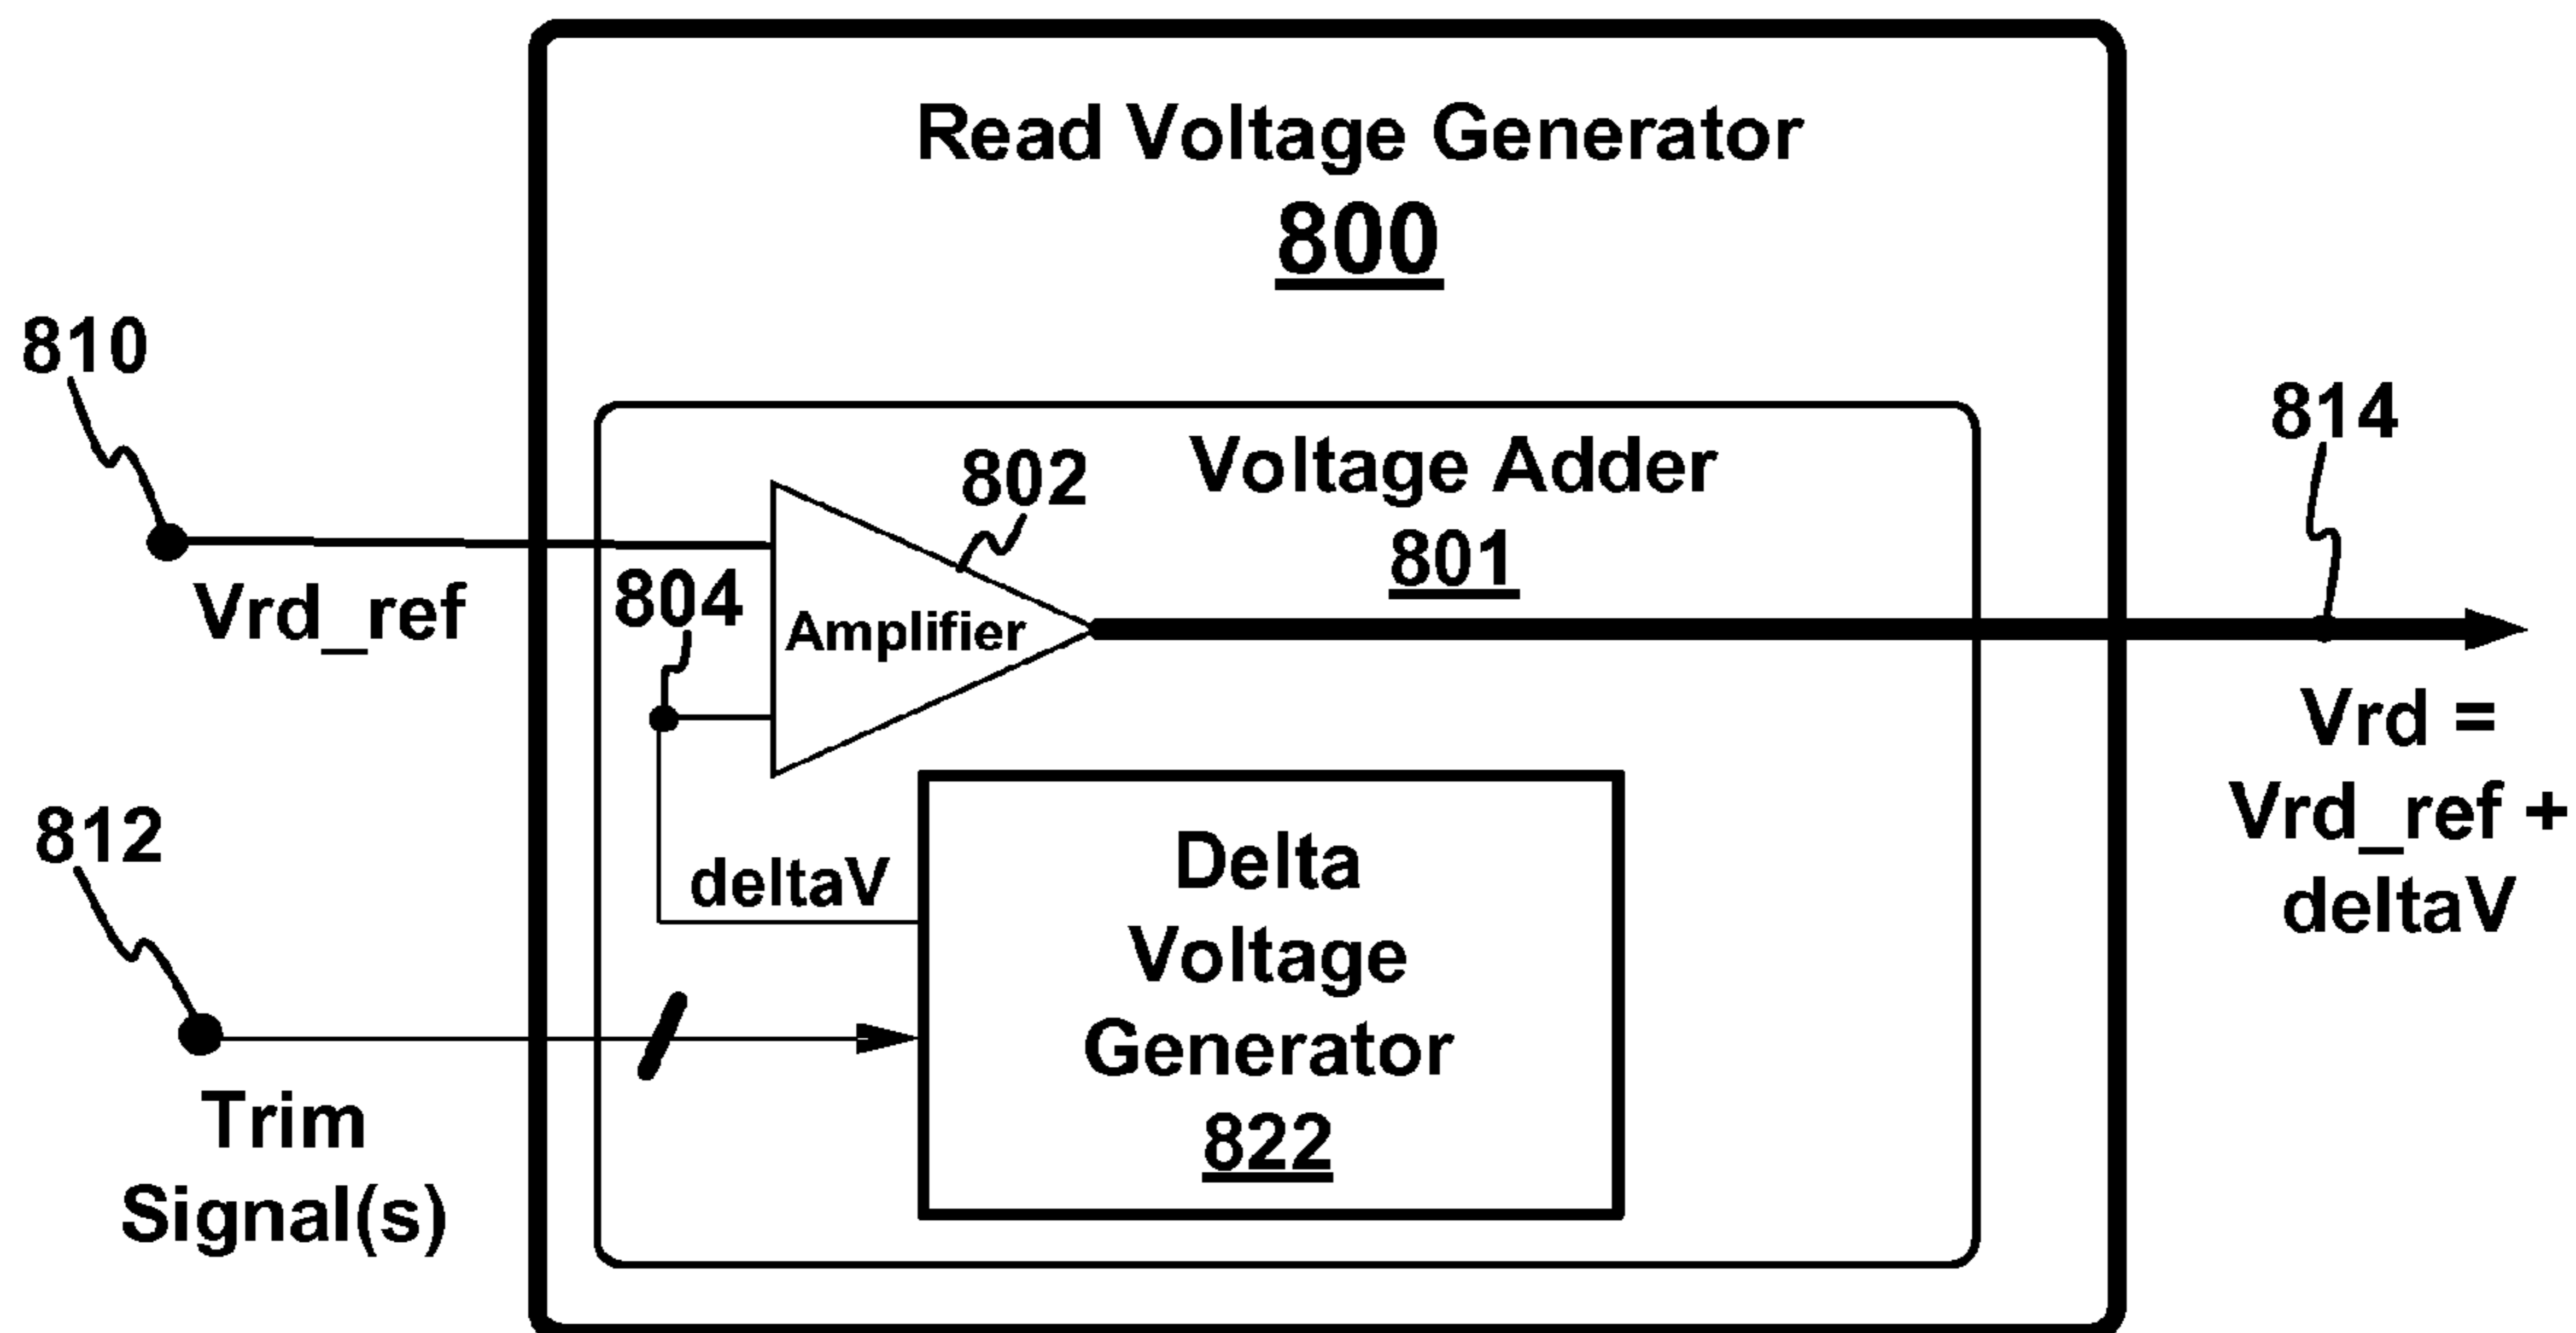 Read Voltage Generator
800
810
Vrd_ref
Voltage Adder
801
802
804
Amplifier
814
Vrd =
Vrd_ref +
deltaV
812
Trim
Signal(s)
deltaV
Delta
Voltage
Generator
822